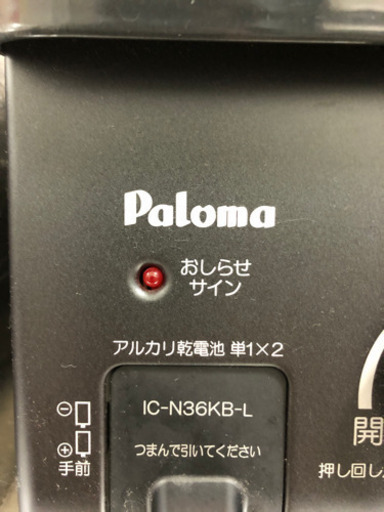 Paloma
おしらせ
サイン
アルカリ乾電池 単1×2
IC-N36KB-L
つまんで引いてください
⊖
⊕
手前
開
押し回し